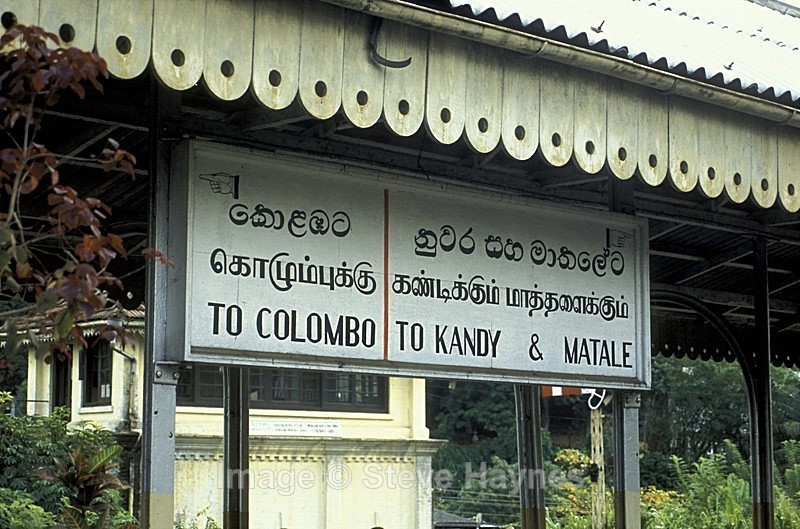 කොළඹට
கொழும்புக்கு
TO COLOMBO
නුවර සහ මාතලේට
கண்டிக்கும் மாத்தளைக்கும்
TO KANDY & MATALE
Image © Steve Haynes